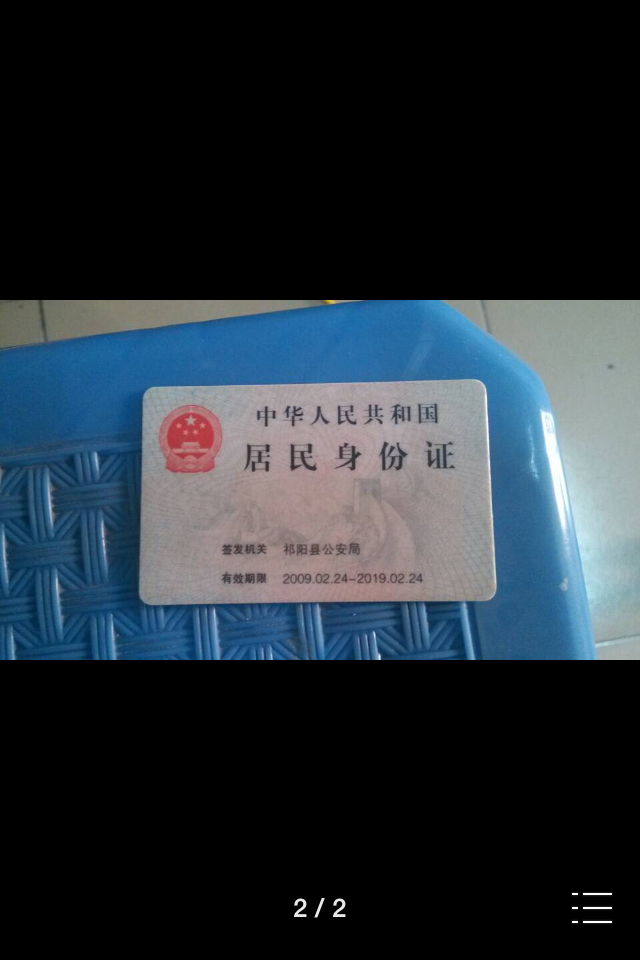 中华人民共和国
居民身份证
签发机关 祁阳县公安局
有效期限 2009.02.24-2019.02.24
2 / 2